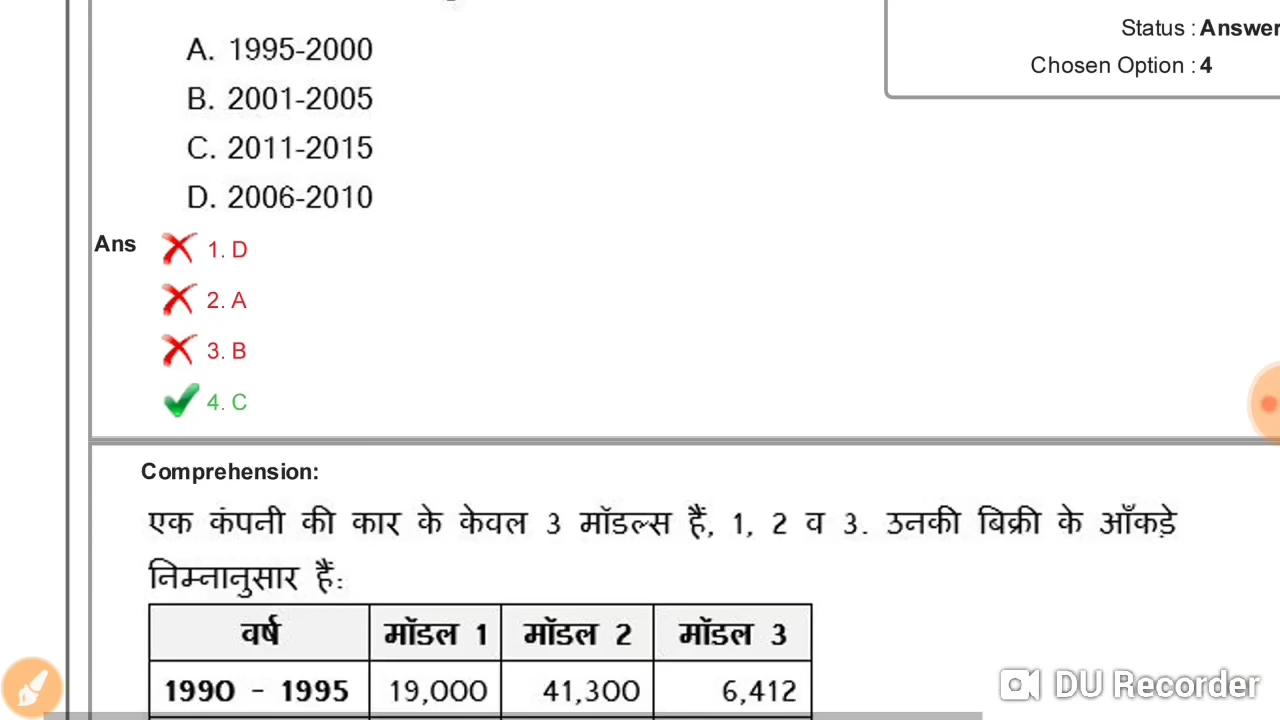 Status : Answer
Chosen Option : 4
A. 1995-2000
B. 2001-2005
C. 2011-2015
D. 2006-2010
Ans
1. D
2. A
3. B
4. C
Comprehension:
एक कंपनी की कार के केवल 3 मॉडल्स हैं, 1, 2 व 3. उनकी बिक्री के आँकड़े
निम्नानुसार हैं:
वर्ष मॉडल 1 मॉडल 2 मॉडल 3
1990 - 1995 19,000 41,300 6,412
DU Recorder